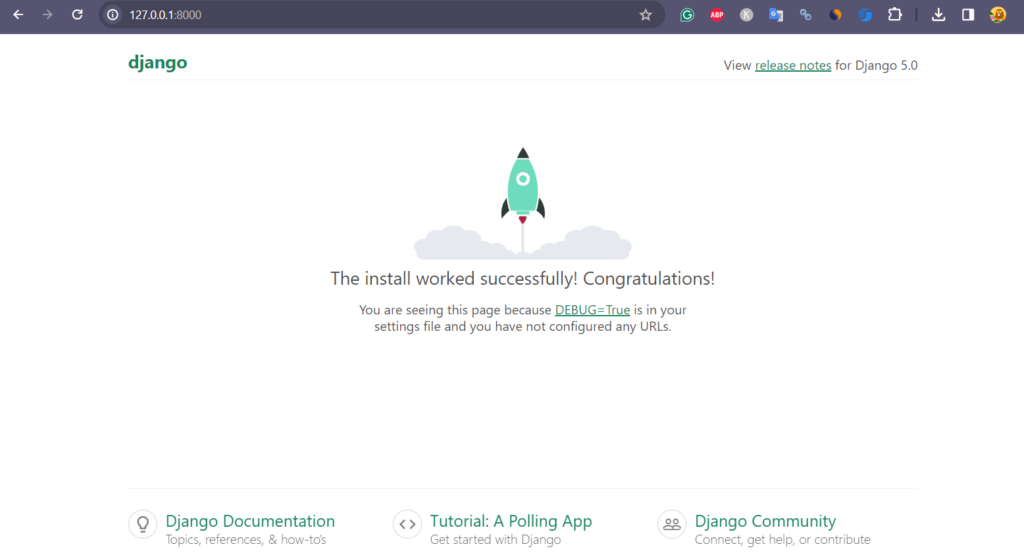 127.0.0.1:8000
ABP
K
django
View release notes for Django 5.0
The install worked successfully! Congratulations!
You are seeing this page because DEBUG=True is in your
settings file and you have not configured any URLs.
Django Documentation
Topics, references, & how-to's
Tutorial: A Polling App
Get started with Django
Django Community
Connect, get help, or contribute